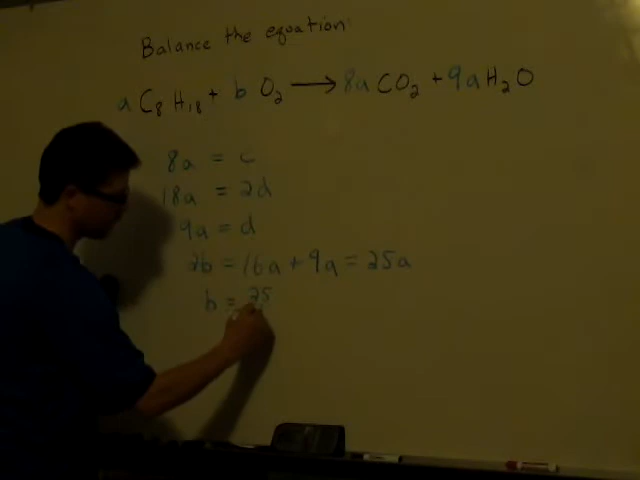 Balance the equation:
a C₈ H₁₈ + b O₂ → 8a CO₂ + 9a H₂O
8a = c
18a = 2d
9a = d
2b = 16a + 9a = 25a
b = 25